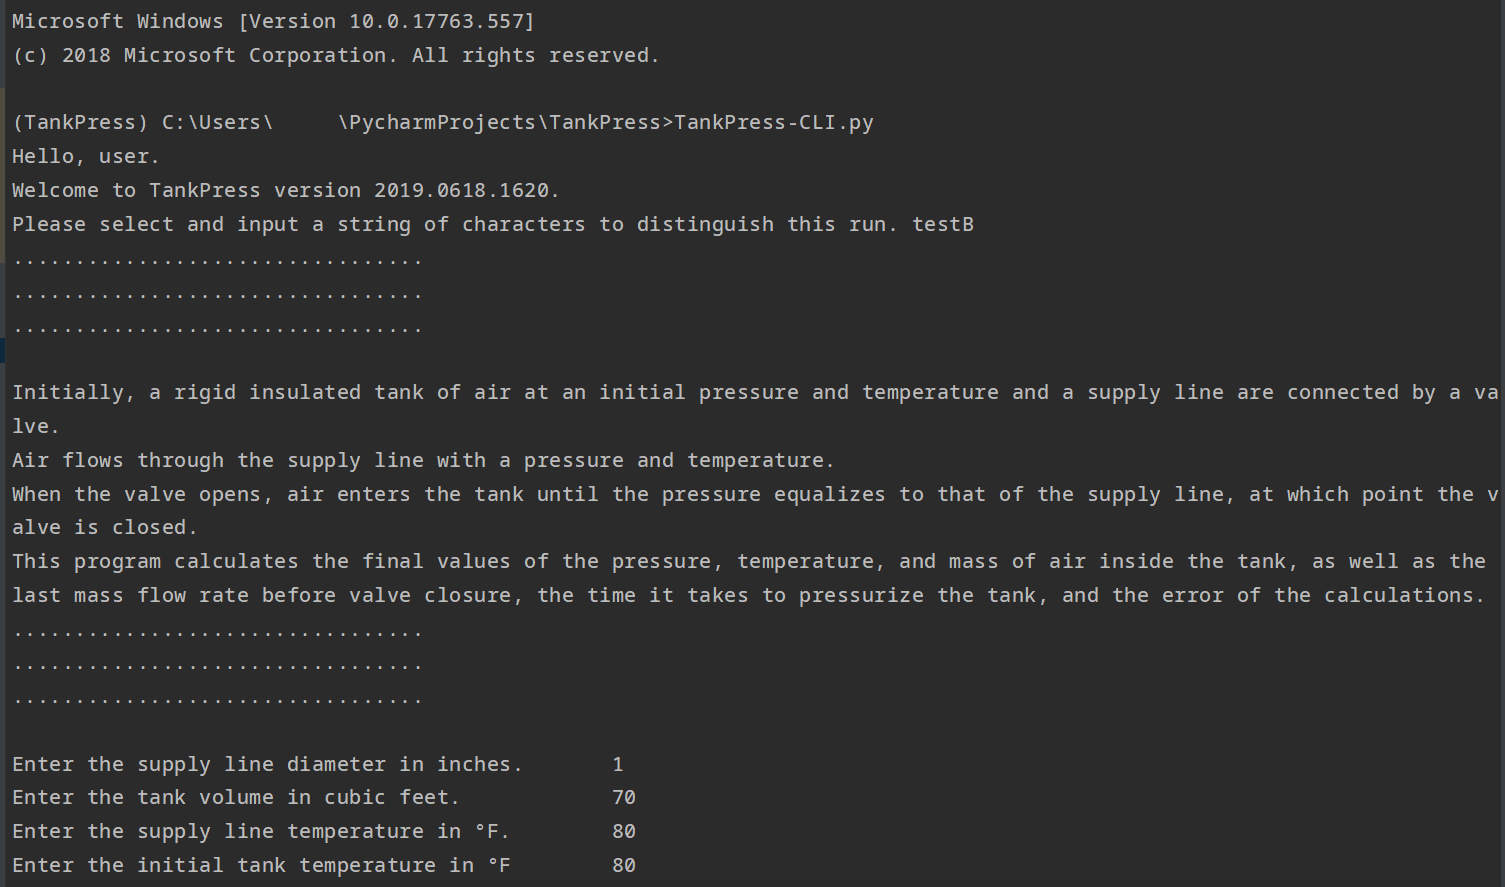 Microsoft Windows [Version 10.0.17763.557]
(c) 2018 Microsoft Corporation. All rights reserved.
(TankPress) C:\Users\     \PycharmProjects\TankPress>TankPress-CLI.py
Hello, user.
Welcome to TankPress version 2019.0618.1620.
Please select and input a string of characters to distinguish this run. testB
.................................
.................................
.................................
Initially, a rigid insulated tank of air at an initial pressure and temperature and a supply line are connected by a va
lve.
Air flows through the supply line with a pressure and temperature.
When the valve opens, air enters the tank until the pressure equalizes to that of the supply line, at which point the v
alve is closed.
This program calculates the final values of the pressure, temperature, and mass of air inside the tank, as well as the
last mass flow rate before valve closure, the time it takes to pressurize the tank, and the error of the calculations.
.................................
.................................
.................................
Enter the supply line diameter in inches.       1
Enter the tank volume in cubic feet.            70
Enter the supply line temperature in °F.        80
Enter the initial tank temperature in °F        80